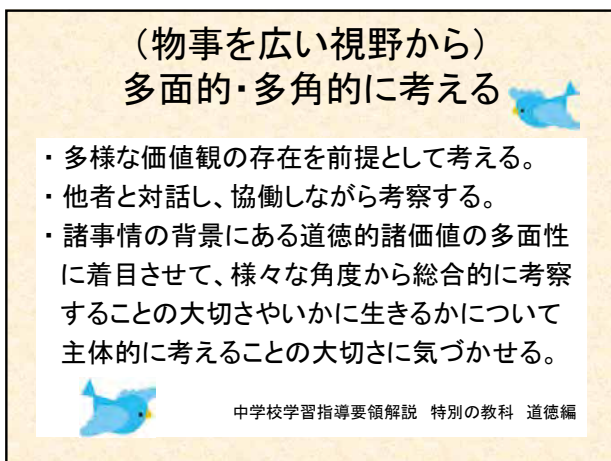 (物事を広い視野から)
多面的・多角的に考える
・ 多様な価値観の存在を前提として考える。
・ 他者と対話し、協働しながら考察する。
・ 諸事情の背景にある道徳的諸価値の多面性
に着目させて、様々な角度から総合的に考察
することの大切さやいかに生きるかについて
主体的に考えることの大切さに気づかせる。
中学校学習指導要領解説 特別の教科 道徳編